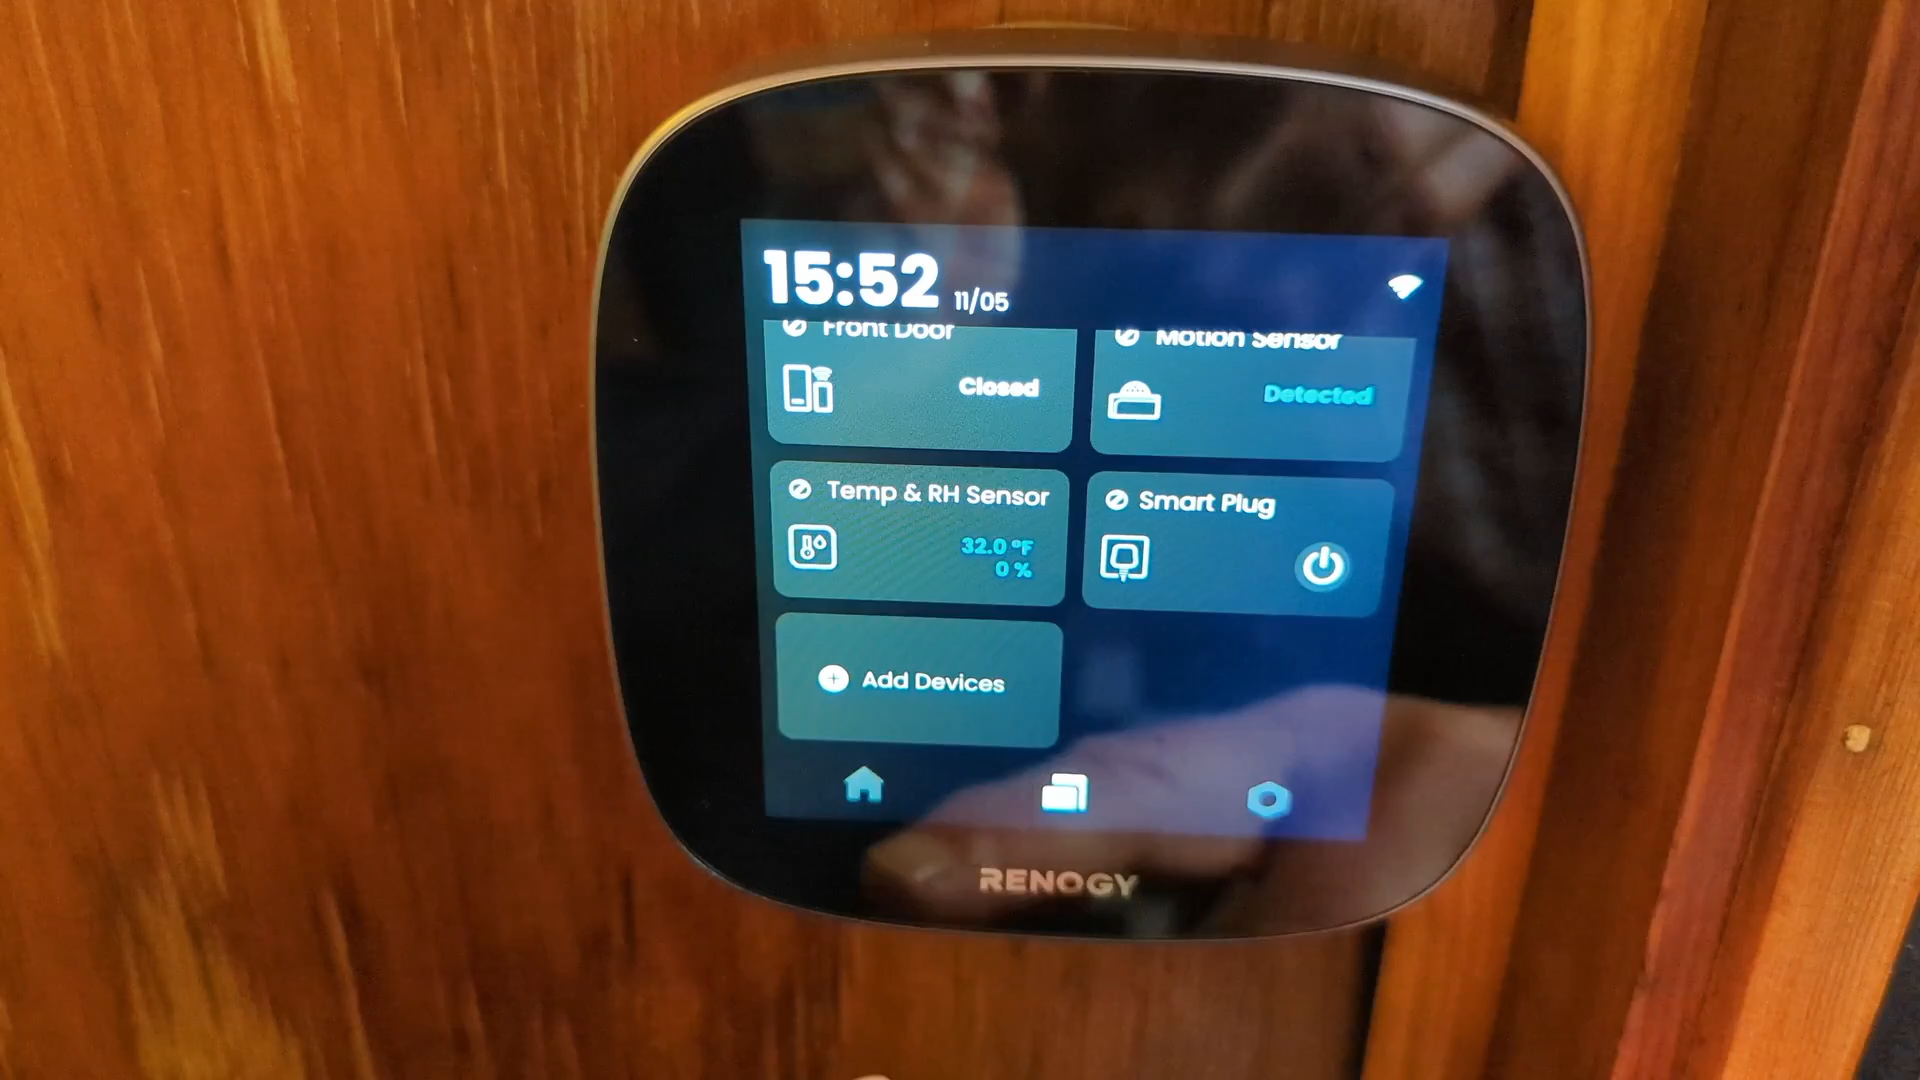 15:52 11/05
Front Door
Closed
Motion Sensor
Detected
Temp & RH Sensor
32.0 °F
0 %
Smart Plug
Add Devices
RENOGY